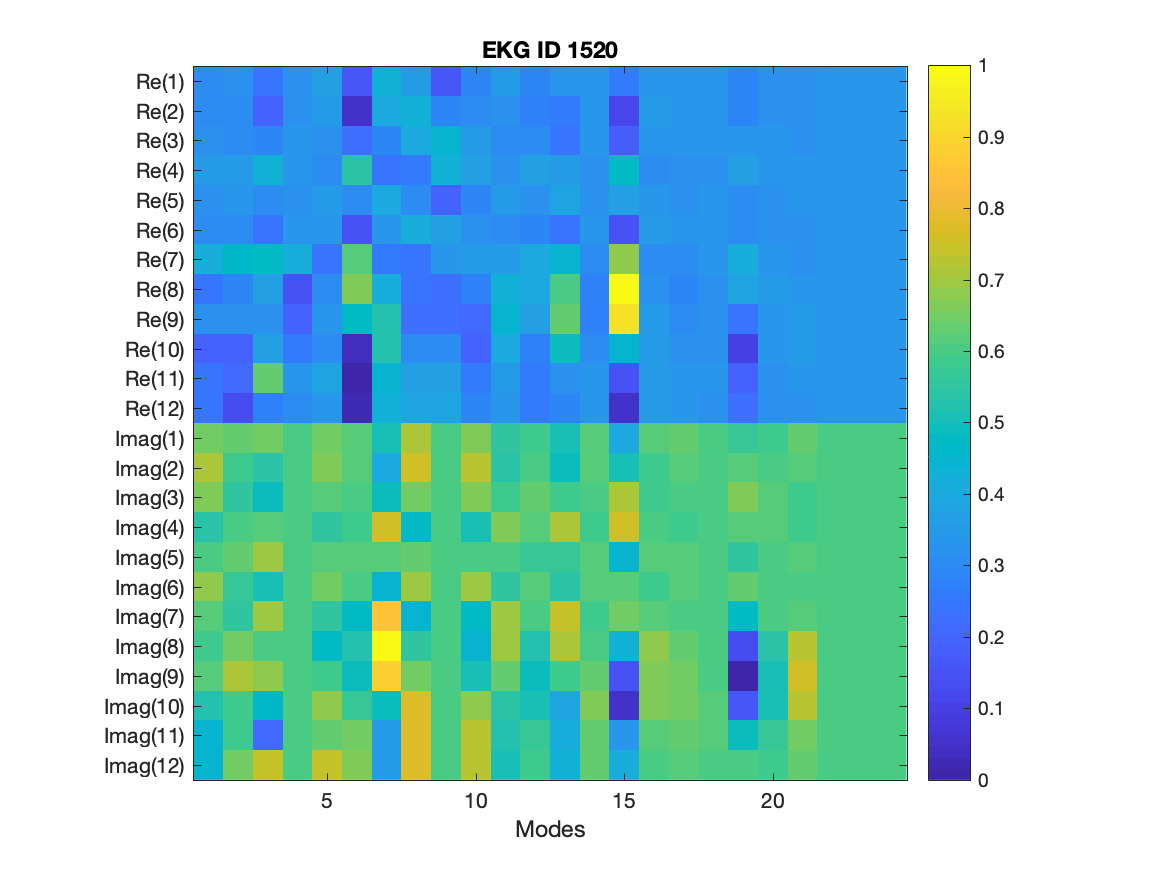 EKG ID 1520
Re(1)
Re(2)
Re(3)
Re(4)
Re(5)
Re(6)
Re(7)
Re(8)
Re(9)
Re(10)
Re(11)
Re(12)
Imag(1)
Imag(2)
Imag(3)
Imag(4)
Imag(5)
Imag(6)
Imag(7)
Imag(8)
Imag(9)
Imag(10)
Imag(11)
Imag(12)
5 10 15 20
Modes
1
0.9
0.8
0.7
0.6
0.5
0.4
0.3
0.2
0.1
0